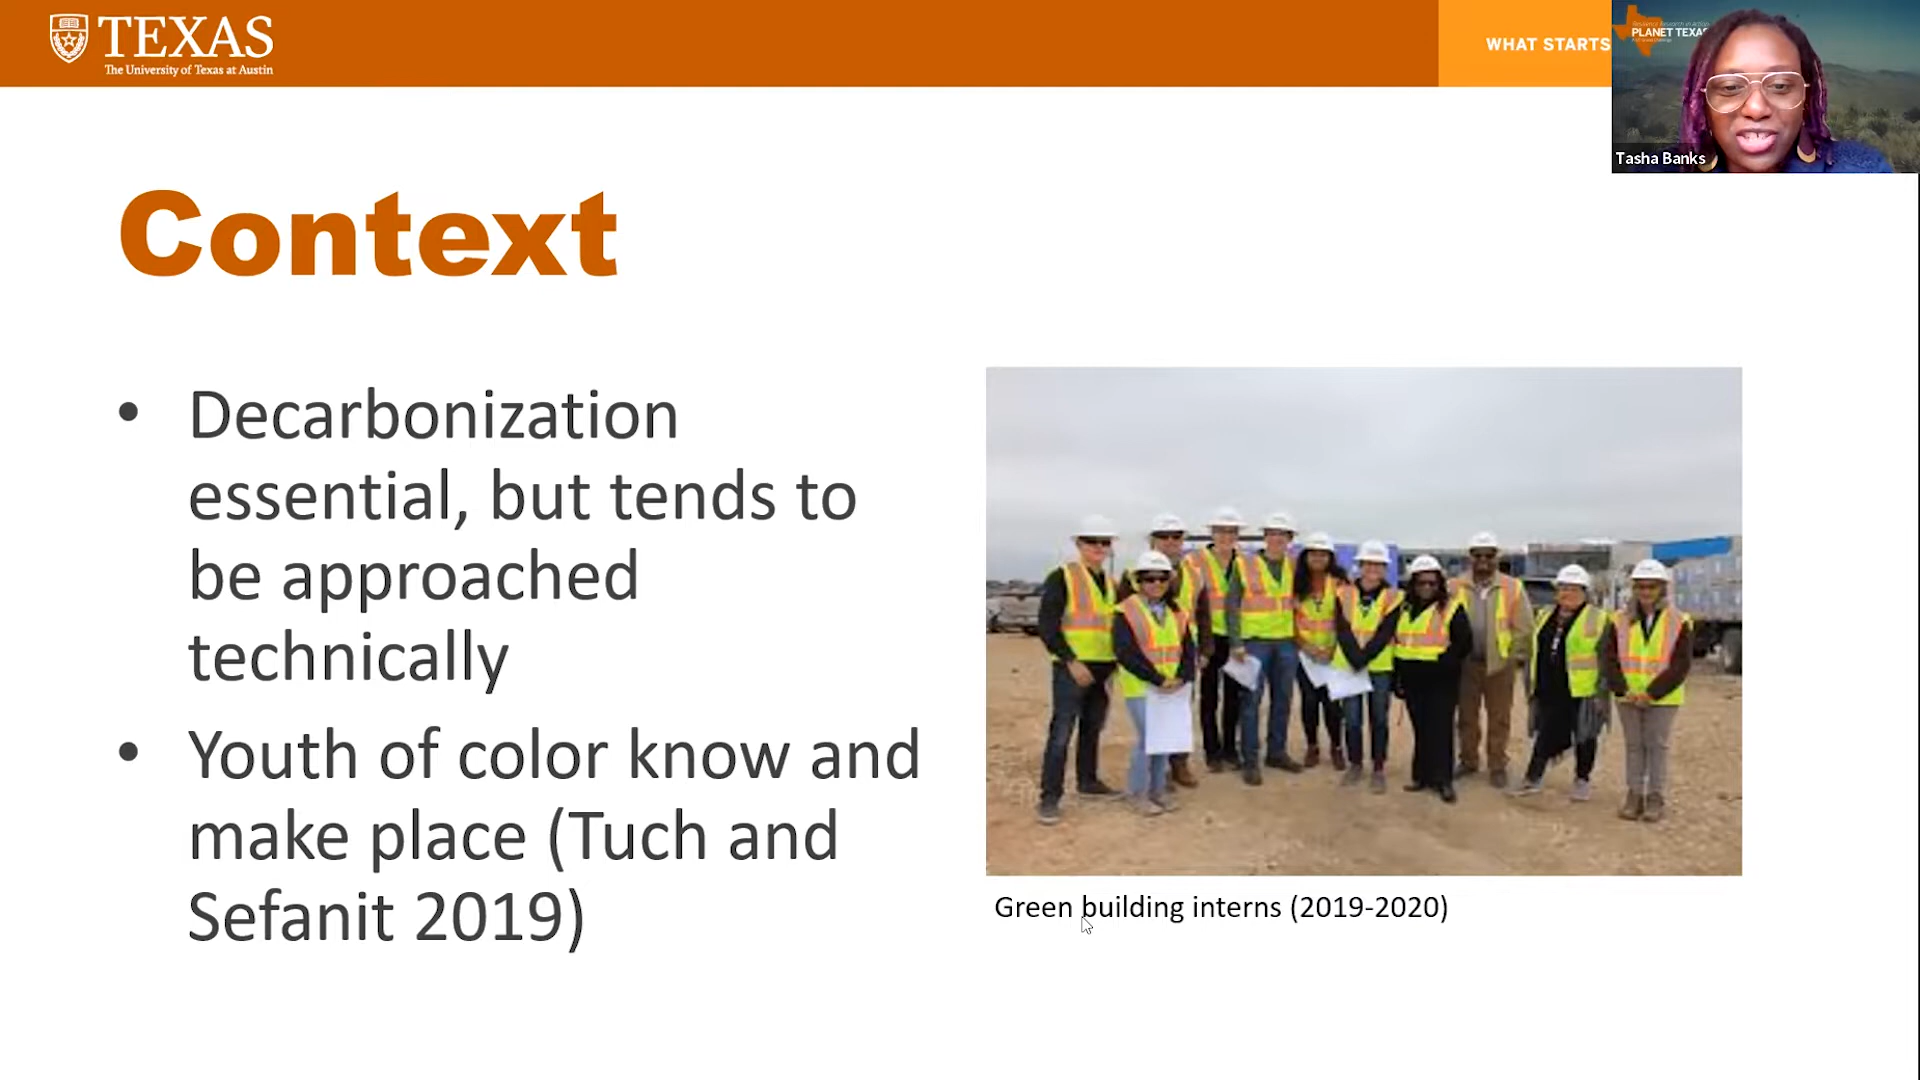 TEXAS
The University of Texas at Austin
WHAT STARTS
PLANET TEXAS
Tasha Banks
Context
• Decarbonization
essential, but tends to
be approached
technically
• Youth of color know and
make place (Tuch and
Sefanit 2019)
Green building interns (2019-2020)